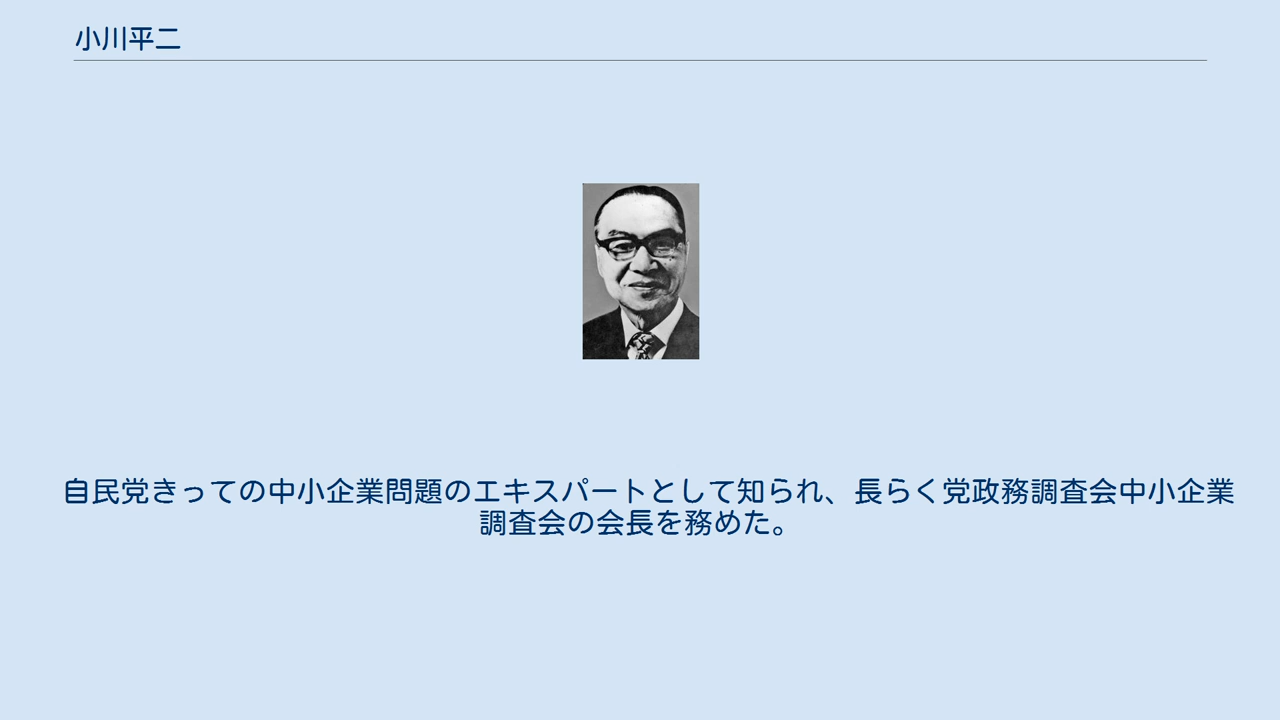 小川平二
自民党きっての中小企業問題のエキスパートとして知られ、長らく党政務調査会中小企業
調査会の会長を務めた。